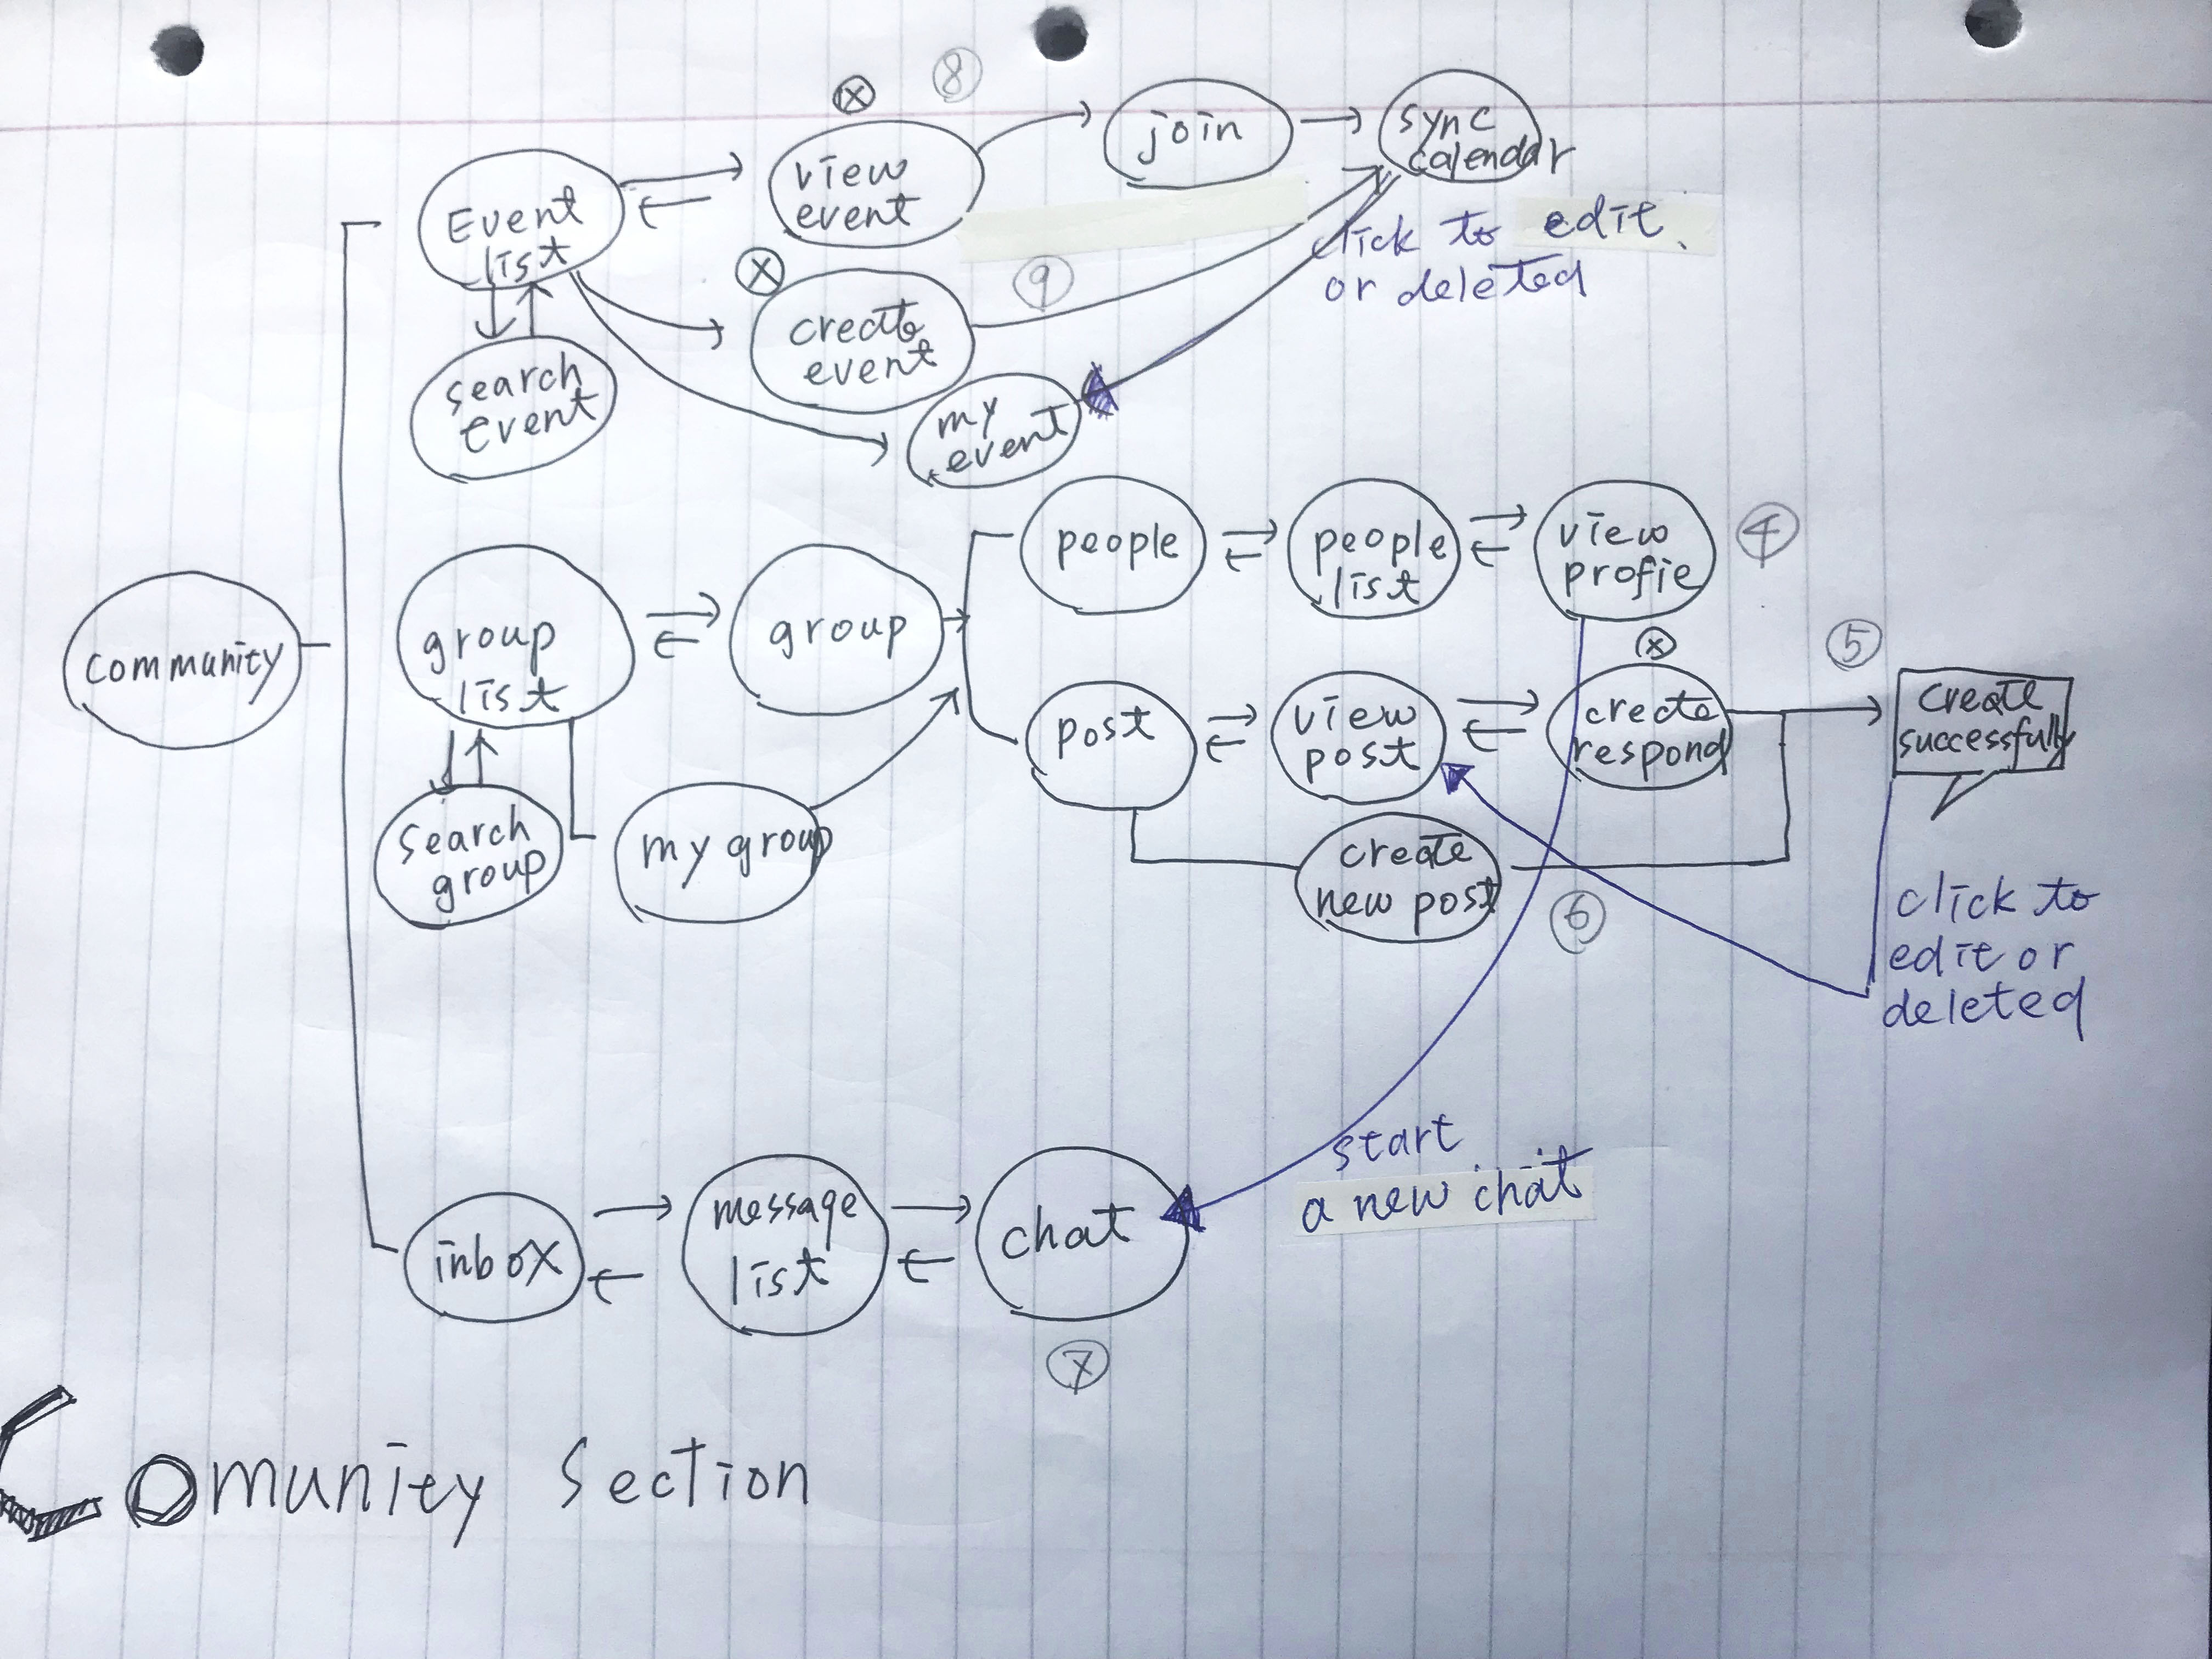 8
x
view
event
join
sync
calendar
Event
list
click to edit.
or deleted
x
9
create
event
search
event
my
event
people
people
list
view
profie
4
community
group
list
group
post
view
post
x
create
respond
5
create
successfully
search
group
my group
create
new post
6
click to
edit or
deleted
start
a new chat
inbox
message
list
chat
7
Comunity Section